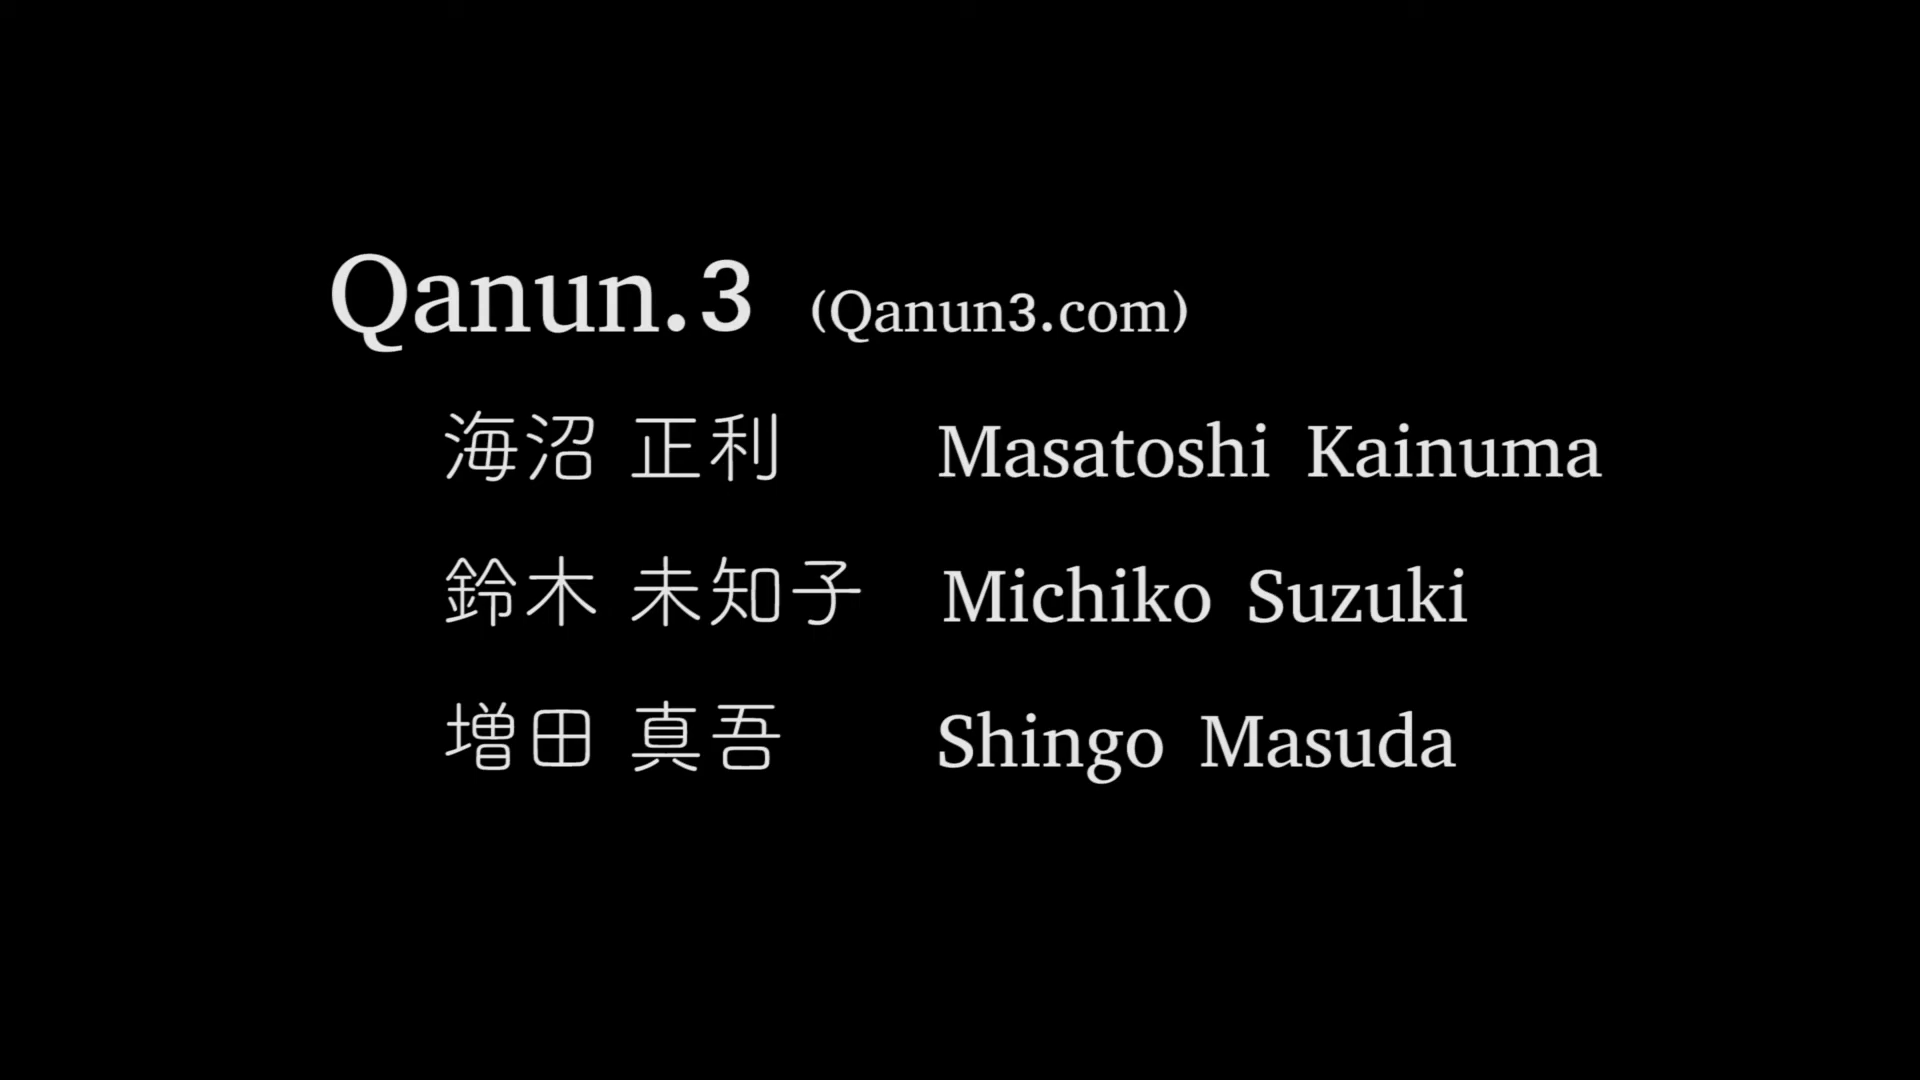 Qanun.3 (Qanun3.com)
海沼 正利 Masatoshi Kainuma
鈴木 未知子 Michiko Suzuki
増田 真吾 Shingo Masuda